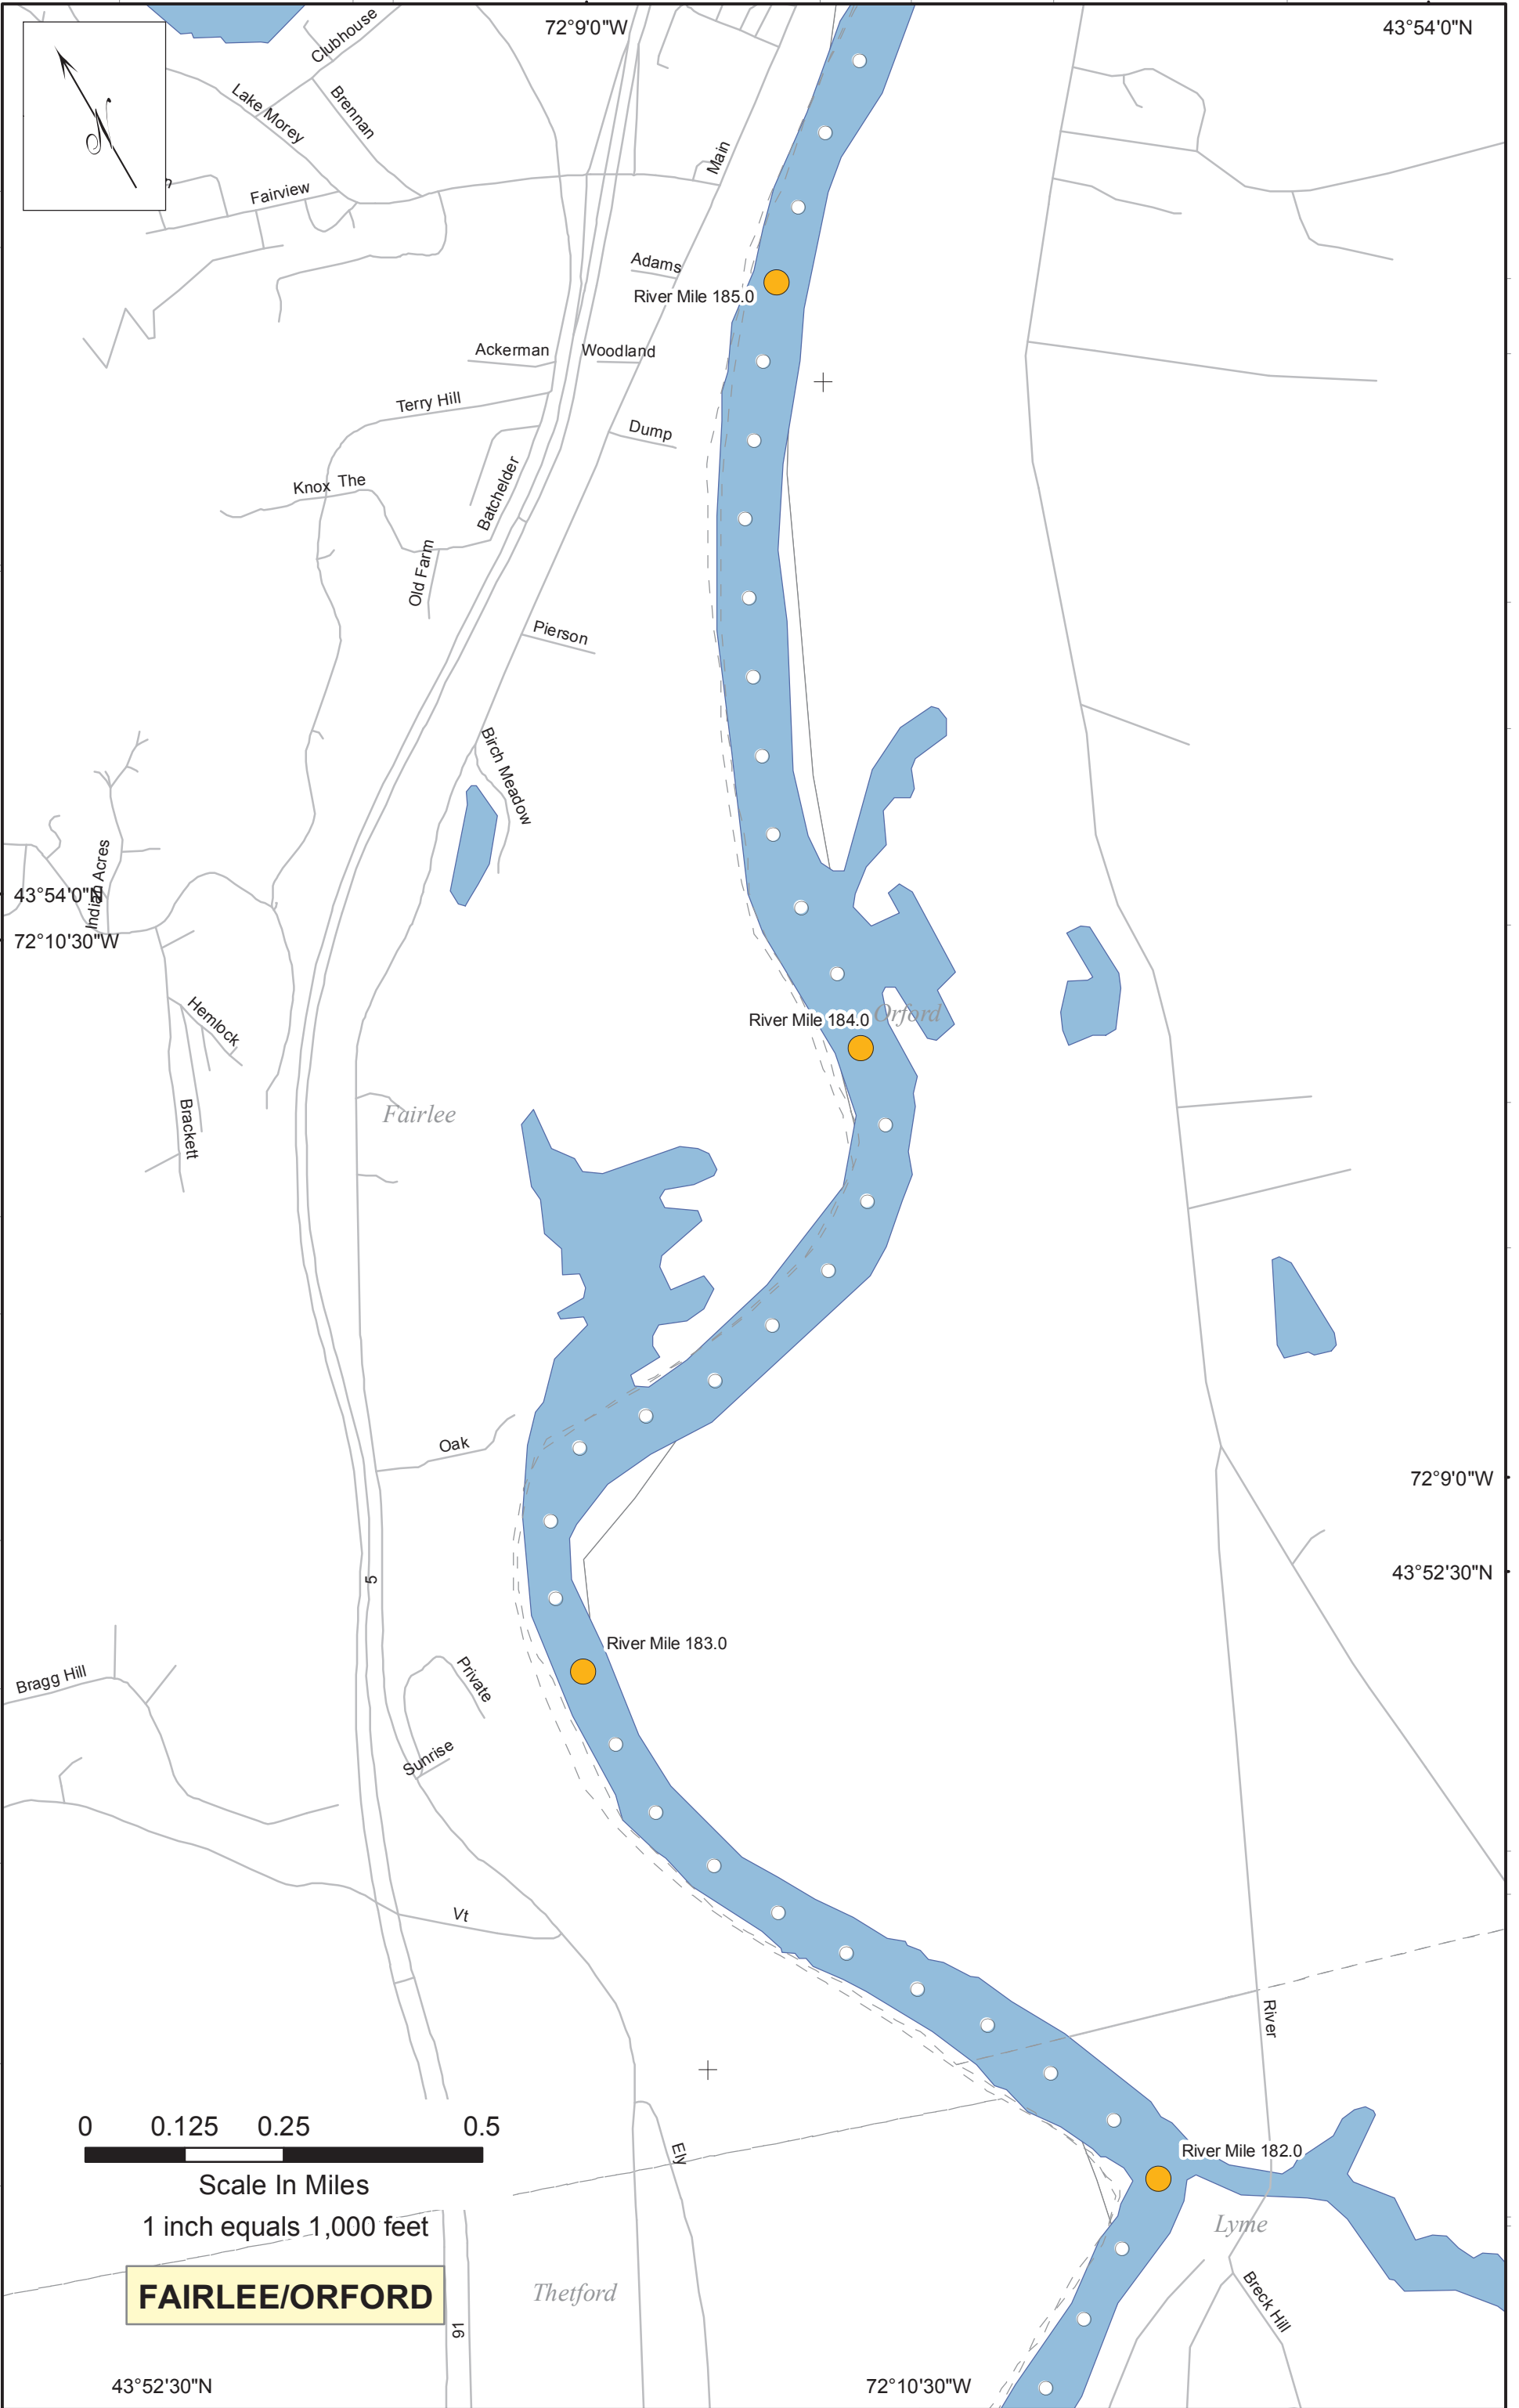 72°9'0"W
43°54'0"N
Clubhouse
Lake Morey
Brennan
N
Main
Fairview
Adams
River Mile 185.0
Ackerman
Woodland
Terry Hill
Dump
Knox
The
Batchelder
Old Farm
Pierson
Birch Meadow
Indian Acres
43°54'0"N
72°10'30"W
Hemlock
Orford
River Mile 184.0
Fairlee
Brackett
Oak
72°9'0"W
43°52'30"N
5
River Mile 183.0
Private
Bragg Hill
Sunrise
Vt
River
0 0.125 0.25 0.5
Scale In Miles
1 inch equals 1,000 feet
Ely
River Mile 182.0
Lyme
FAIRLEE/ORFORD
Thetford
Breck Hill
91
43°52'30"N
72°10'30"W